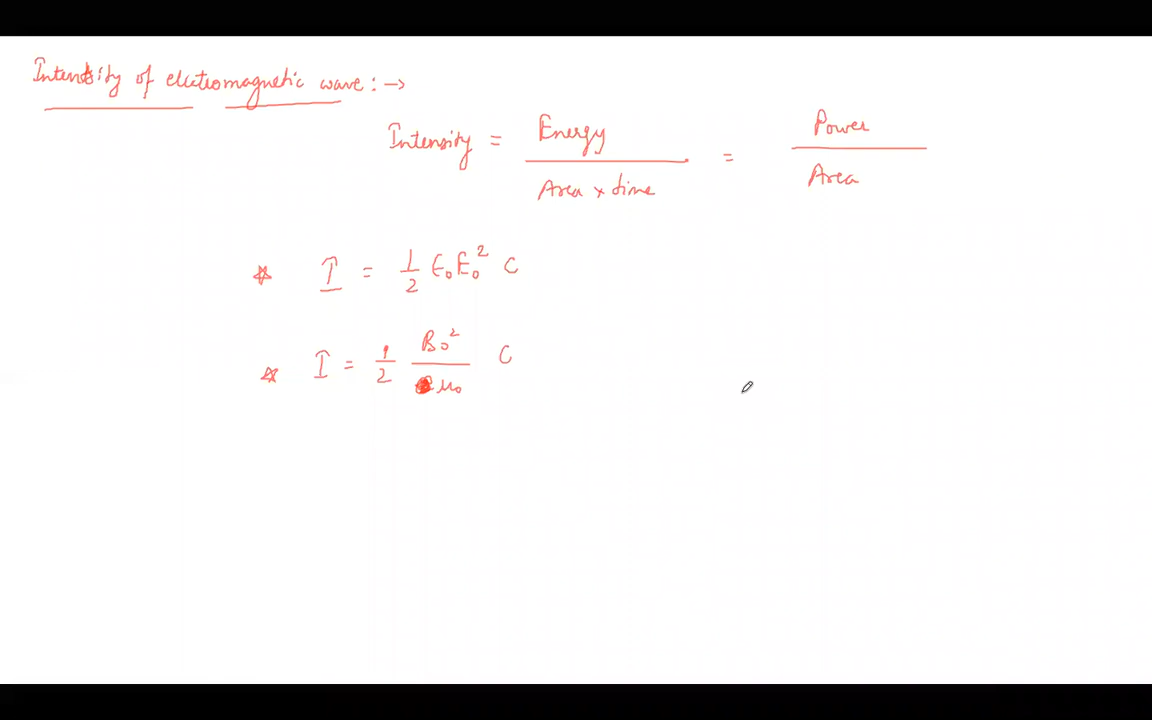 Intensity of electromagnetic wave : →
Intensity = Energy / Area × time = Power / Area
☆ I = 1/2 ε₀E₀² C
☆ I = 1/2 B₀²/μ₀ C